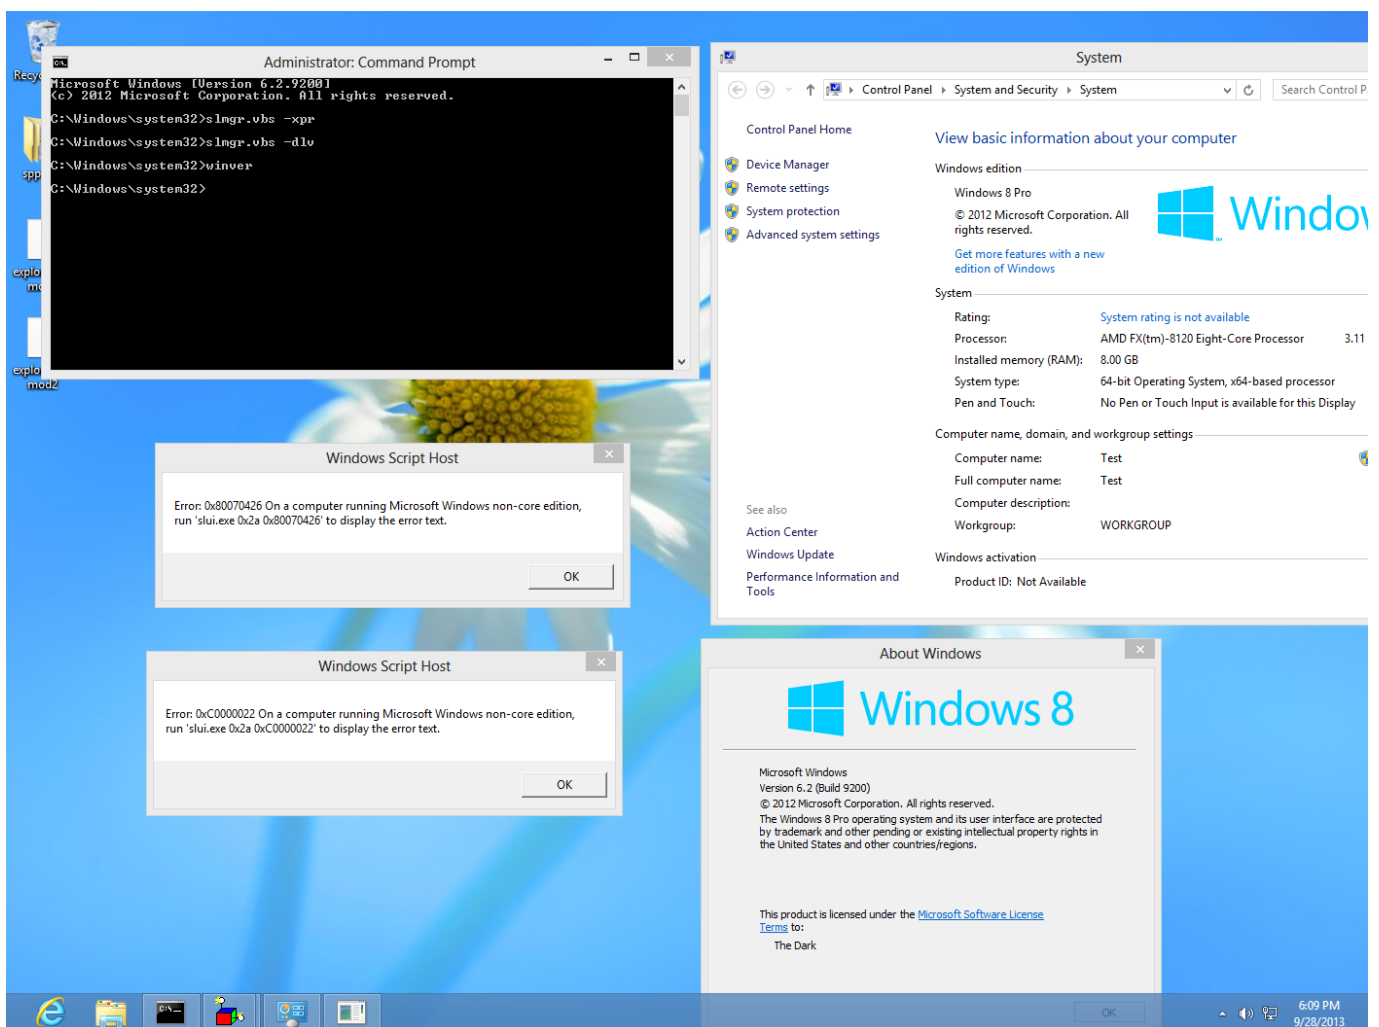 Recy
spp
explo
mo
explo
mod2
Administrator: Command Prompt
Microsoft Windows [Version 6.2.9200]
(c) 2012 Microsoft Corporation. All rights reserved.
C:\Windows\system32>slmgr.vbs -xpr
C:\Windows\system32>slmgr.vbs -dlv
C:\Windows\system32>winver
C:\Windows\system32>
Windows Script Host
Error: 0x80070426 On a computer running Microsoft Windows non-core edition,
run 'slui.exe 0x2a 0x80070426' to display the error text.
OK
Windows Script Host
Error: 0xC0000022 On a computer running Microsoft Windows non-core edition,
run 'slui.exe 0x2a 0xC0000022' to display the error text.
OK
System
Control Panel
System and Security
System
Search Control P
Control Panel Home
Device Manager
Remote settings
System protection
Advanced system settings
See also
Action Center
Windows Update
Performance Information and
Tools
View basic information about your computer
Windows edition
Windows 8 Pro
© 2012 Microsoft Corporation. All
rights reserved.
Get more features with a new
edition of Windows
Windov
System
Rating: System rating is not available
Processor: AMD FX(tm)-8120 Eight-Core Processor 3.11
Installed memory (RAM): 8.00 GB
System type: 64-bit Operating System, x64-based processor
Pen and Touch: No Pen or Touch Input is available for this Display
Computer name, domain, and workgroup settings
Computer name: Test
Full computer name: Test
Computer description:
Workgroup: WORKGROUP
Windows activation
Product ID: Not Available
About Windows
Windows 8
Microsoft Windows
Version 6.2 (Build 9200)
© 2012 Microsoft Corporation. All rights reserved.
The Windows 8 Pro operating system and its user interface are protected
by trademark and other pending or existing intellectual property rights in
the United States and other countries/regions.
This product is licensed under the Microsoft Software License
Terms to:
The Dark
OK
6:09 PM
9/28/2013